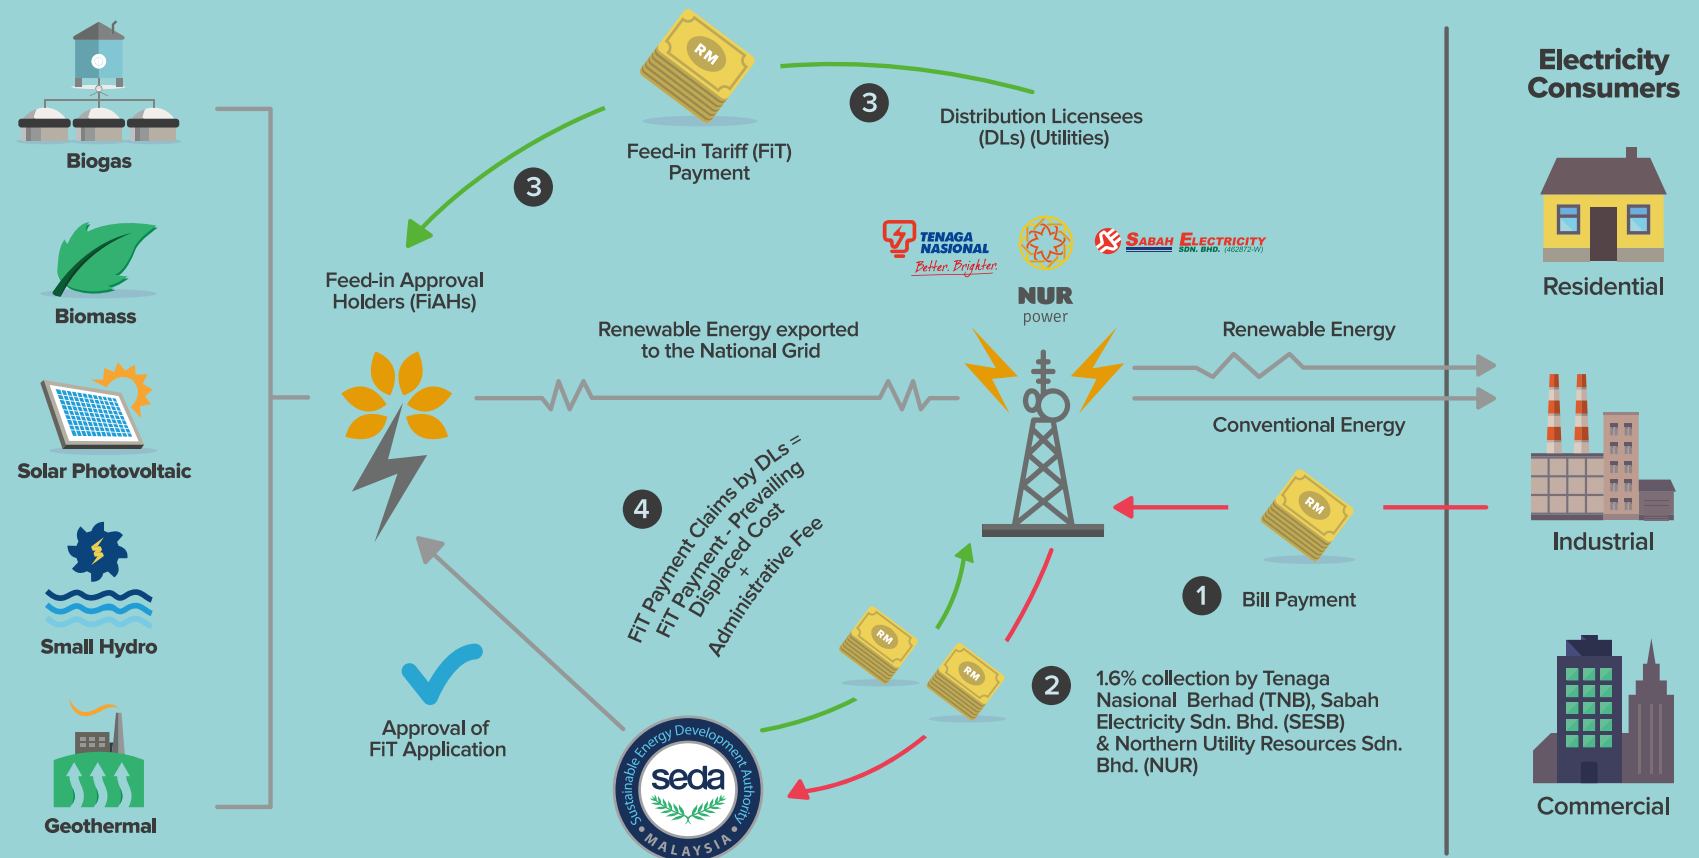 Biogas
Biomass
Solar Photovoltaic
Small Hydro
Geothermal
RM
Feed-in Tariff (FiT)
Payment
3
3
Distribution Licensees
(DLs) (Utilities)
Feed-in Approval
Holders (FiAHs)
TENAGA
NASIONAL
Better. Brighter.
NUR
power
SABAH ELECTRICITY
SDN. BHD. (462872-W)
Renewable Energy exported
to the National Grid
Renewable Energy
Conventional Energy
4
FiT Payment Claims by DLs =
FiT Payment - Prevailing
Displaced Cost
+
Administrative Fee
RM
1
Bill Payment
RM
RM
2
1.6% collection by Tenaga
Nasional Berhad (TNB), Sabah
Electricity Sdn. Bhd. (SESB)
& Northern Utility Resources Sdn.
Bhd. (NUR)
Approval of
FiT Application
Sustainable Energy Development Authority
seda
• MALAYSIA •
Electricity
Consumers
Residential
Industrial
Commercial